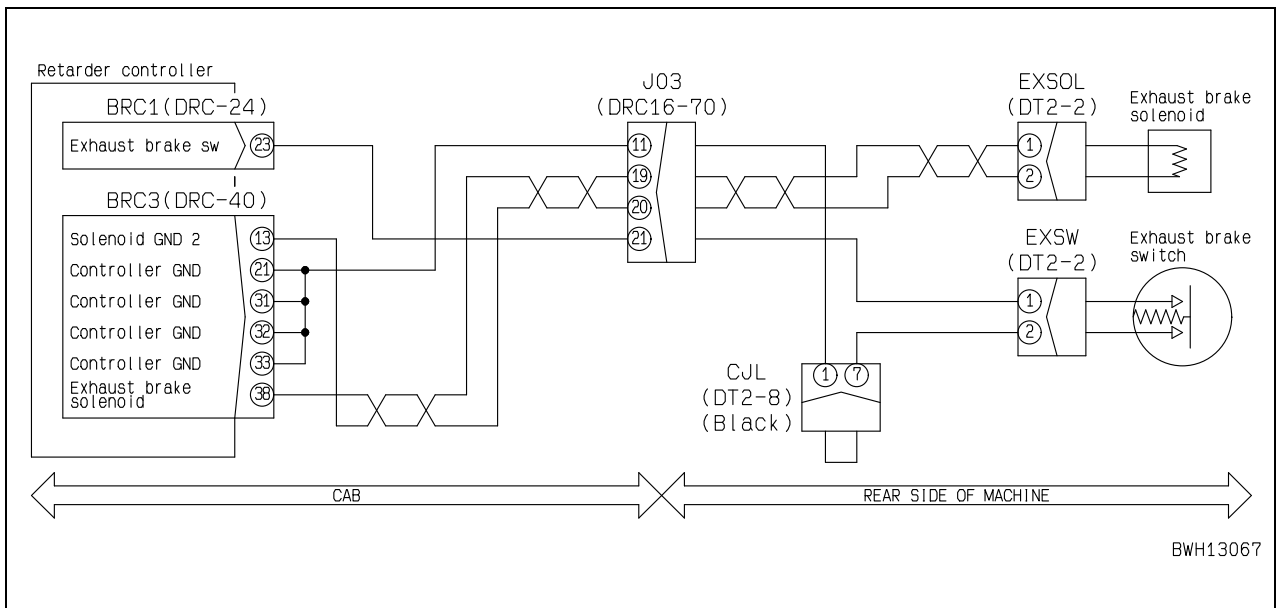 Retarder controller
BRC1(DRC-24)
Exhaust brake sw
23
BRC3(DRC-40)
Solenoid GND 2
13
Controller GND
21
Controller GND
31
Controller GND
32
Controller GND
33
Exhaust brake
solenoid
38
J03
(DRC16-70)
11
19
20
21
EXSOL
(DT2-2)
1
2
Exhaust brake
solenoid
EXSW
(DT2-2)
1
2
Exhaust brake
switch
CJL
(DT2-8)
(Black)
1 7
CAB
REAR SIDE OF MACHINE
BWH13067